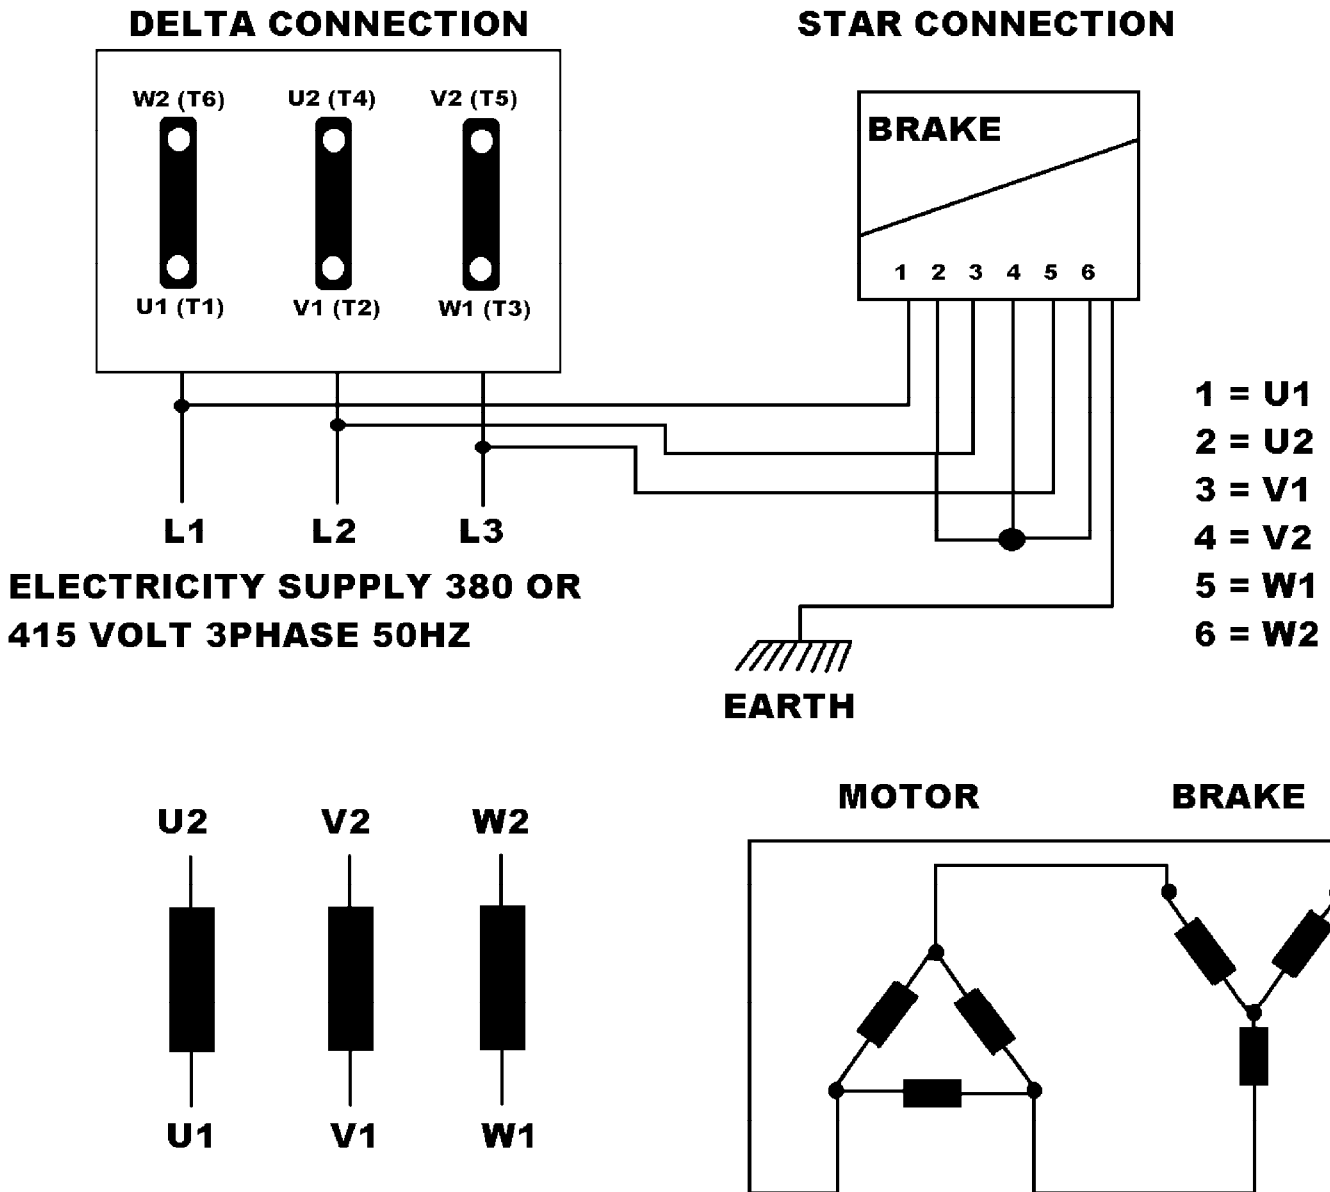 DELTA CONNECTION
STAR CONNECTION
W2 (T6) U2 (T4) V2 (T5)
U1 (T1) V1 (T2) W1 (T3)
BRAKE
1 2 3 4 5 6
L1 L2 L3
ELECTRICITY SUPPLY 380 OR
415 VOLT 3PHASE 50HZ
EARTH
1 = U1
2 = U2
3 = V1
4 = V2
5 = W1
6 = W2
U2 V2 W2
U1 V1 W1
MOTOR BRAKE